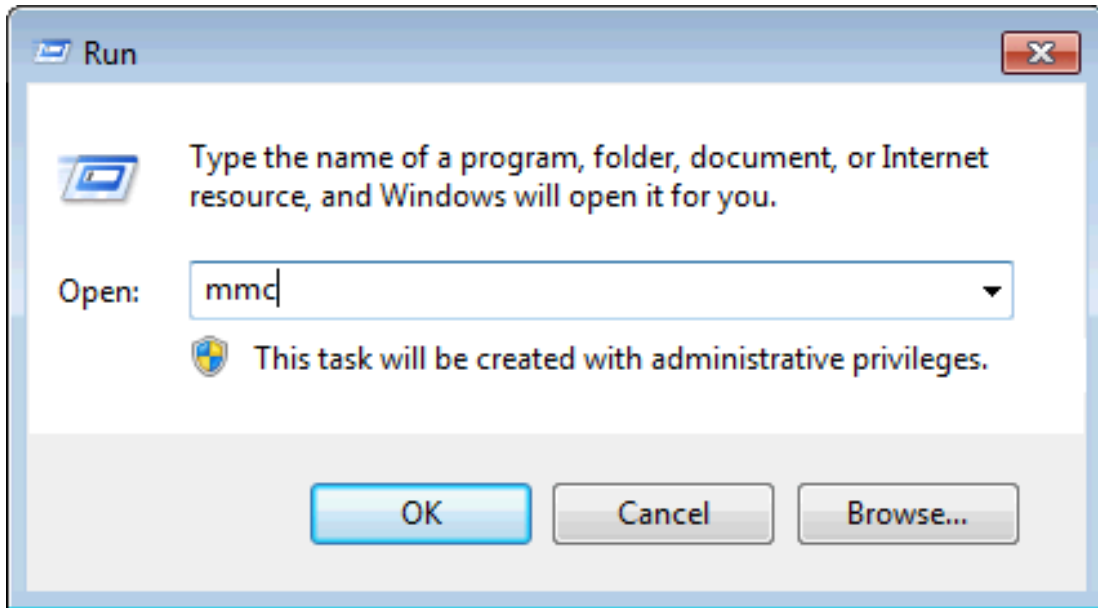 Run
Type the name of a program, folder, document, or Internet
resource, and Windows will open it for you.
Open: mmc
This task will be created with administrative privileges.
OK Cancel Browse...